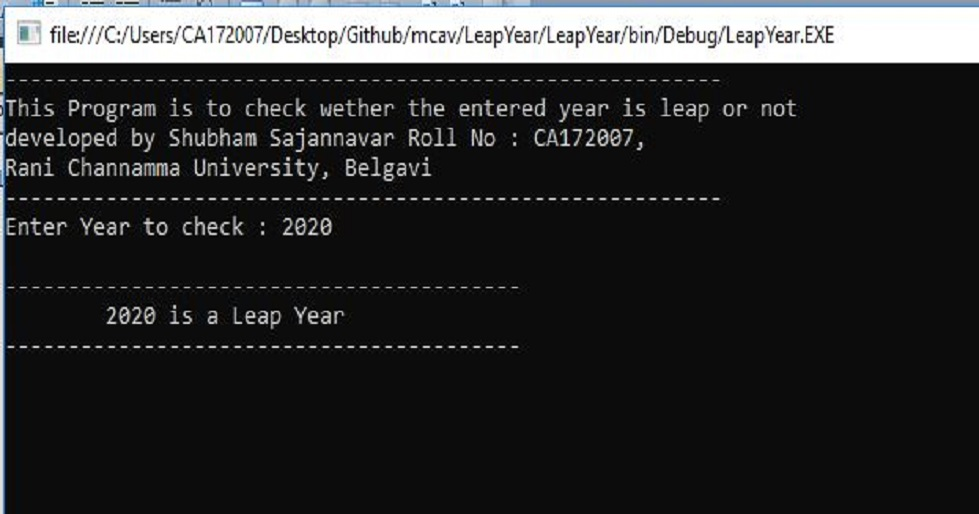 file:///C:/Users/CA172007/Desktop/Github/mcav/LeapYear/LeapYear/bin/Debug/LeapYear.EXE
---------------------------------------------------------
This Program is to check wether the entered year is leap or not
developed by Shubham Sajannavar Roll No : CA172007,
Rani Channamma University, Belgavi
---------------------------------------------------------
Enter Year to check : 2020
-----------------------------------------
2020 is a Leap Year
-----------------------------------------